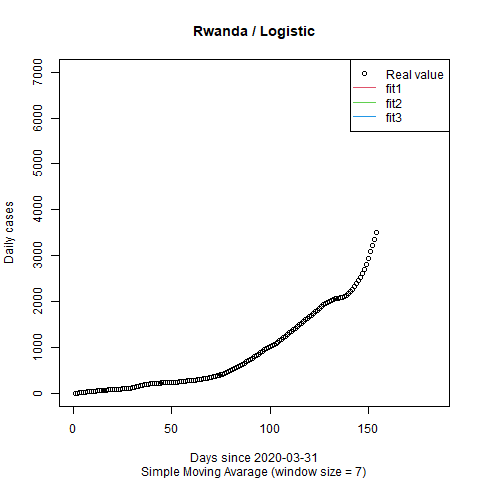 Rwanda / Logistic
Real value
fit1
fit2
fit3
Daily cases
7000
6000
5000
4000
3000
2000
1000
0
0 50 100 150
Days since 2020-03-31
Simple Moving Avarage (window size = 7)